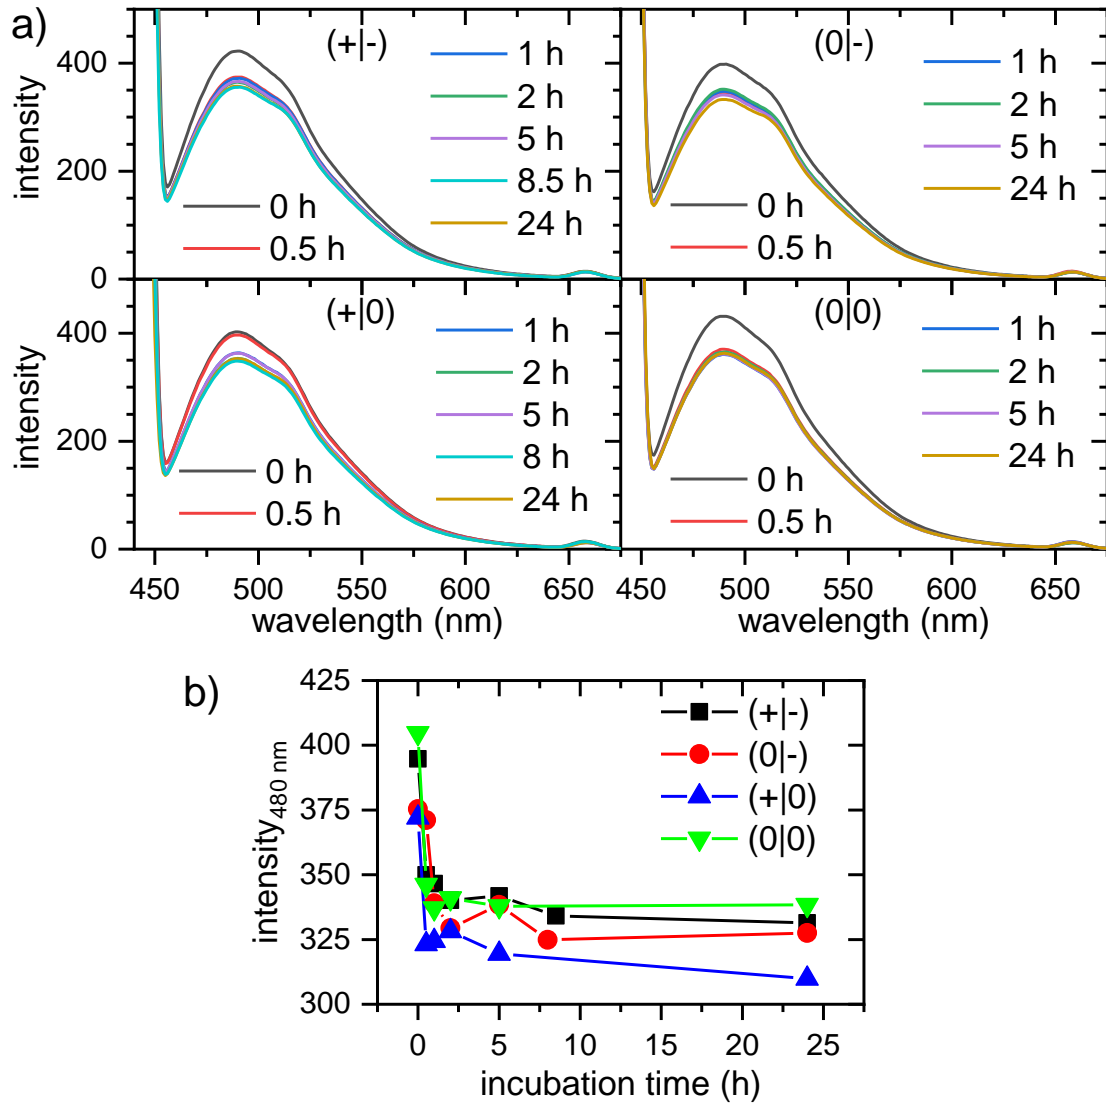 a)
intensity
400
200
0
(+|-)
1 h
2 h
5 h
8.5 h
24 h
0 h
0.5 h
(0|-)
1 h
2 h
5 h
24 h
0 h
0.5 h
intensity
400
200
0
(+|0)
1 h
2 h
5 h
8 h
24 h
0 h
0.5 h
(0|0)
1 h
2 h
5 h
24 h
0 h
0.5 h
450 500 550 600 650
450 500 550 600 650
wavelength (nm)
wavelength (nm)
b)
intensity480 nm
425
400
375
350
325
300
(+|-)
(0|-)
(+|0)
(0|0)
0 5 10 15 20 25
incubation time (h)